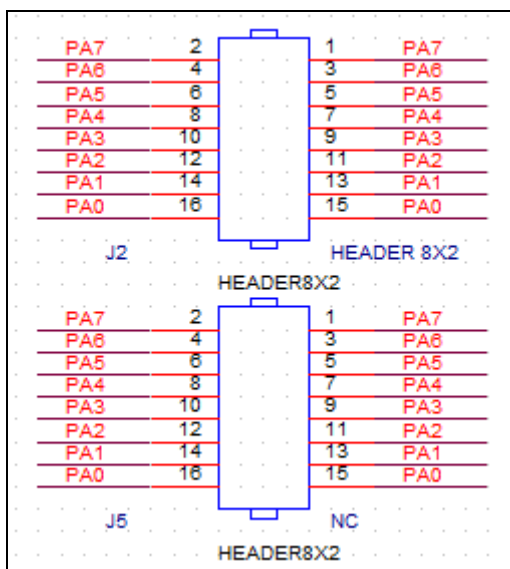 PA7 2 1 PA7
PA6 4 3 PA6
PA5 6 5 PA5
PA4 8 7 PA4
PA3 10 9 PA3
PA2 12 11 PA2
PA1 14 13 PA1
PA0 16 15 PA0
J2 HEADER 8X2
HEADER8X2
PA7 2 1 PA7
PA6 4 3 PA6
PA5 6 5 PA5
PA4 8 7 PA4
PA3 10 9 PA3
PA2 12 11 PA2
PA1 14 13 PA1
PA0 16 15 PA0
J5 NC
HEADER8X2